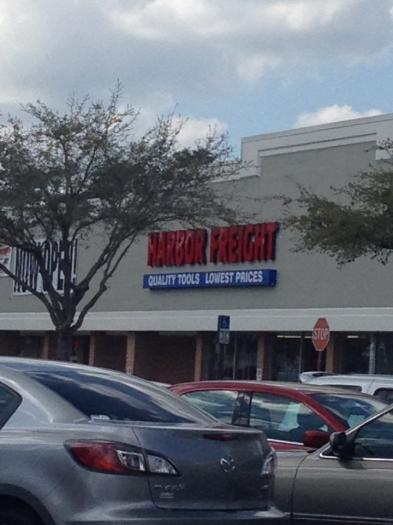 NOW OPEN
HARBOR FREIGHT
QUALITY TOOLS LOWEST PRICES
STOP